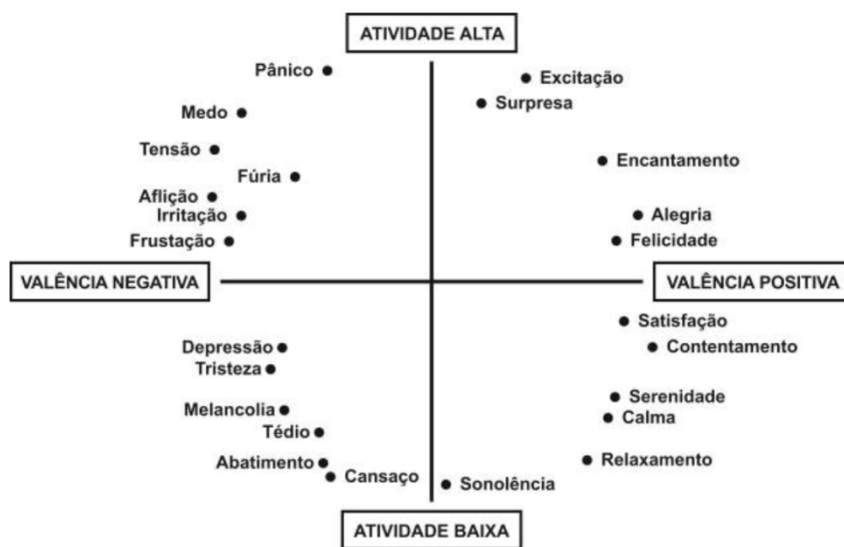 ATIVIDADE ALTA
Pânico
Excitação
Surpresa
Medo
Tensão
Encantamento
Fúria
Aflição
Irritação
Alegria
Frustação
Felicidade
VALÊNCIA NEGATIVA
VALÊNCIA POSITIVA
Satisfação
Depressão
Contentamento
Tristeza
Serenidade
Melancolia
Calma
Tédio
Abatimento
Relaxamento
Cansaço
Sonolência
ATIVIDADE BAIXA